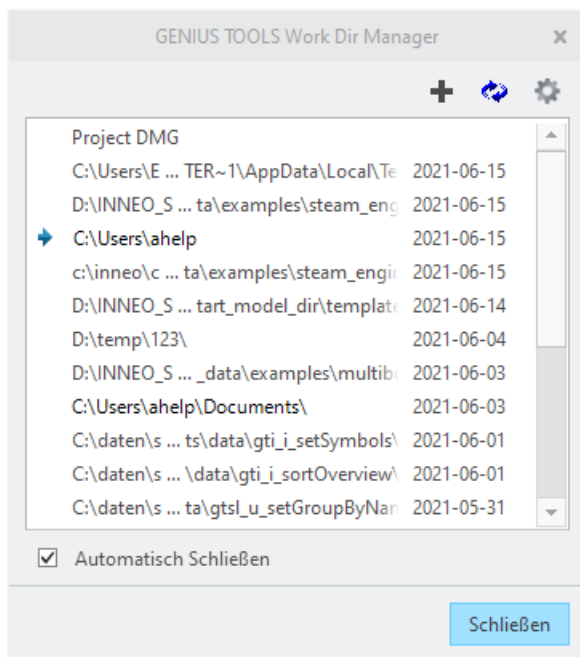 GENIUS TOOLS Work Dir Manager
Project DMG
C:\Users\E ... TER~1\AppData\Local\Te 2021-06-15
D:\INNEO_S ... ta\examples\steam_eng 2021-06-15
C:\Users\ahelp 2021-06-15
c:\inneo\c ... ta\examples\steam_engin 2021-06-15
D:\INNEO_S ... tart_model_dir\template 2021-06-14
D:\temp\123\ 2021-06-04
D:\INNEO_S ... _data\examples\multib 2021-06-03
C:\Users\ahelp\Documents\ 2021-06-03
C:\daten\s ... ts\data\gti_i_setSymbols\ 2021-06-01
C:\daten\s ... \data\gti_i_sortOverview\ 2021-06-01
C:\daten\s ... ta\gtsl_u_setGroupByNan 2021-05-31
Automatisch Schließen
Schließen